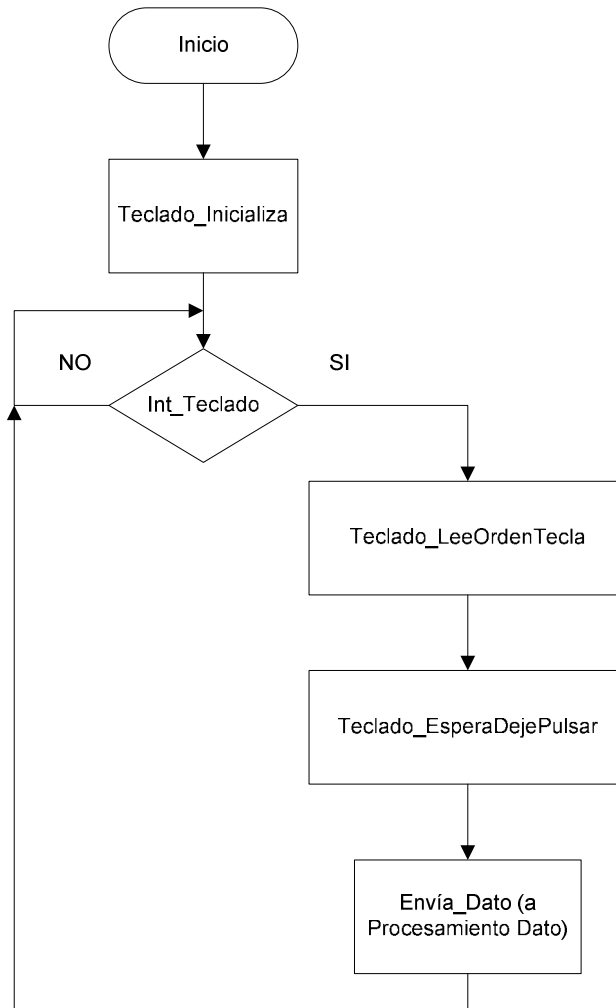 Inicio
Teclado_Inicializa
NO
SI
Int_Teclado
Teclado_LeeOrdenTecla
Teclado_EsperaDejePulsar
Envía_Dato (a
Procesamiento Dato)